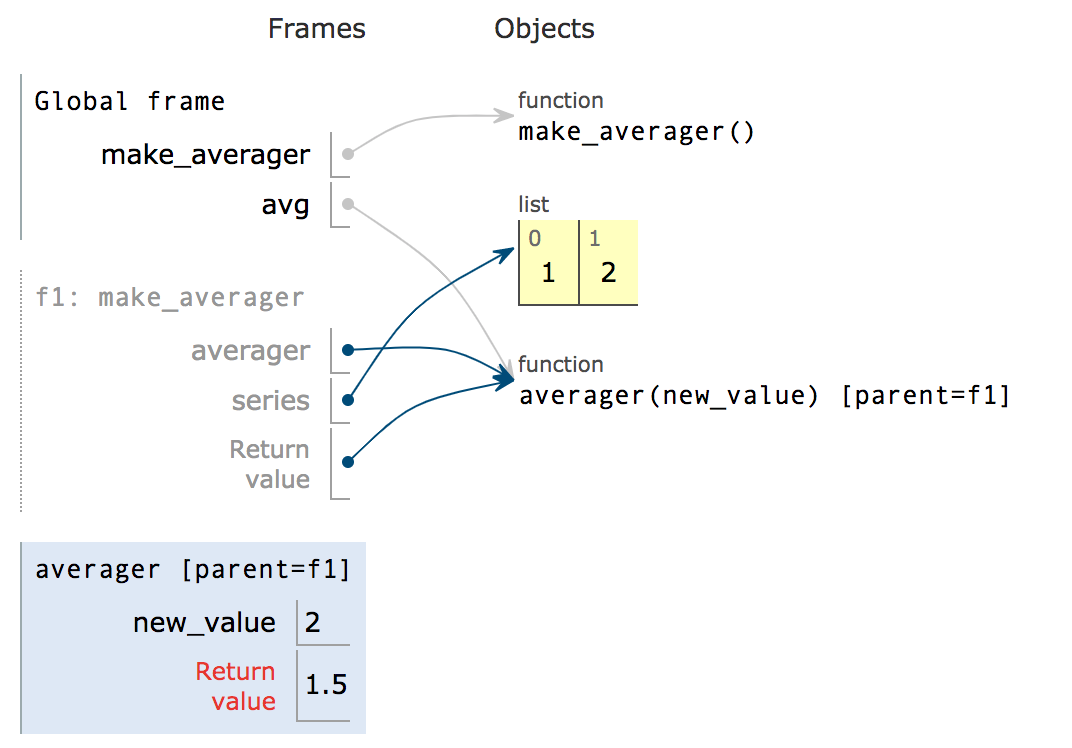 Frames Objects
Global frame
make_averager
avg
function
make_averager()
list
0 1
1 2
f1: make_averager
averager
series
Return
value
function
averager(new_value) [parent=f1]
averager [parent=f1]
new_value 2
Return
value 1.5